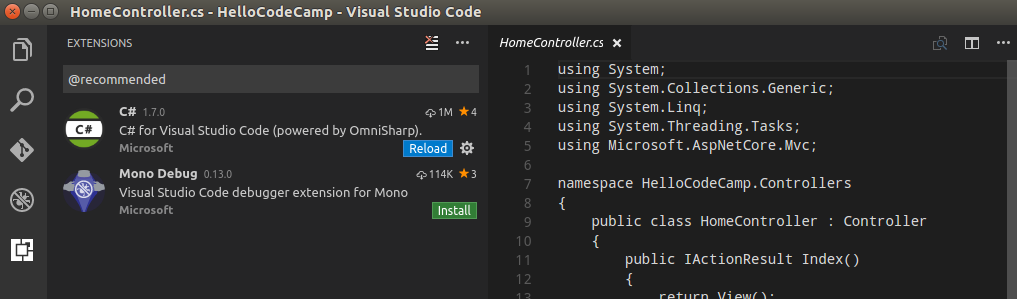 HomeController.cs - HelloCodeCamp - Visual Studio Code
EXTENSIONS
@recommended
C#
C# 1.7.0 1M 4
C# for Visual Studio Code (powered by OmniSharp).
Microsoft Reload
Mono Debug 0.13.0 114K 3
Visual Studio Code debugger extension for Mono
Microsoft Install
HomeController.cs
1 using System;
2 using System.Collections.Generic;
3 using System.Linq;
4 using System.Threading.Tasks;
5 using Microsoft.AspNetCore.Mvc;
6
7 namespace HelloCodeCamp.Controllers
8 {
9 public class HomeController : Controller
10 {
11 public IActionResult Index()
12 {
13 return View();